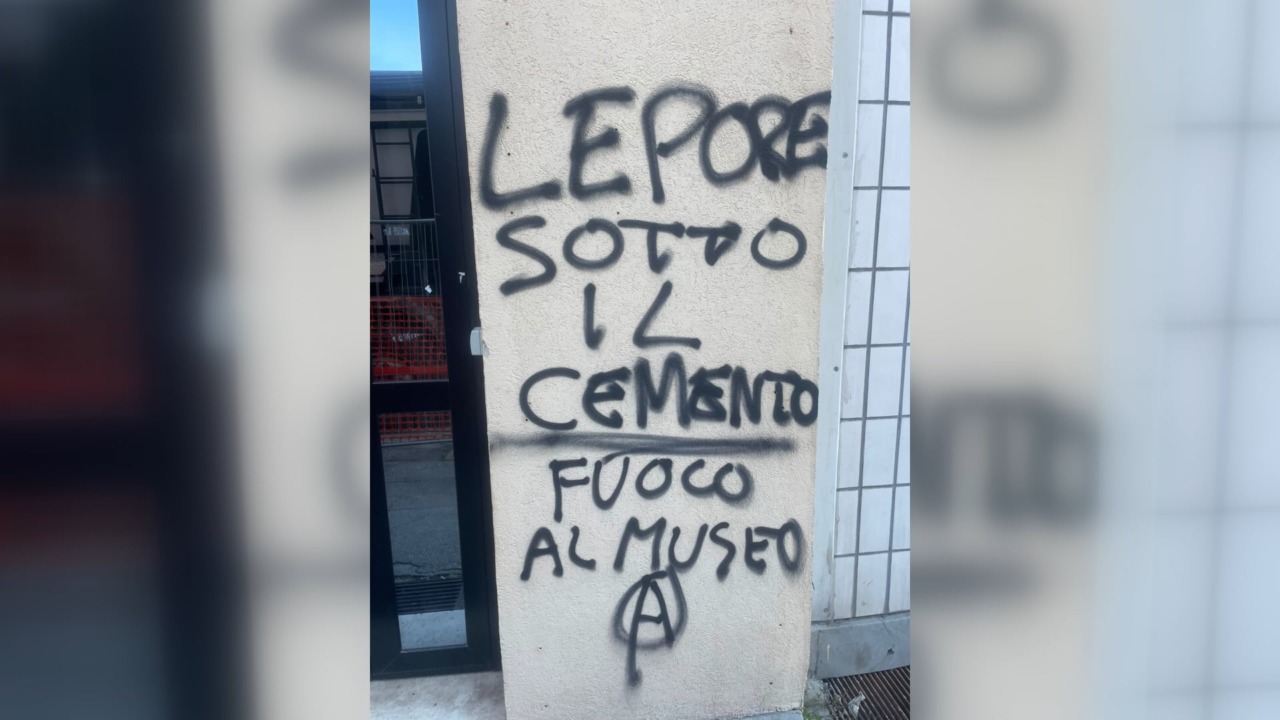 LEPORE
SOTTO
IL
CEMENTO
FUOCO
AL MUSEO
A